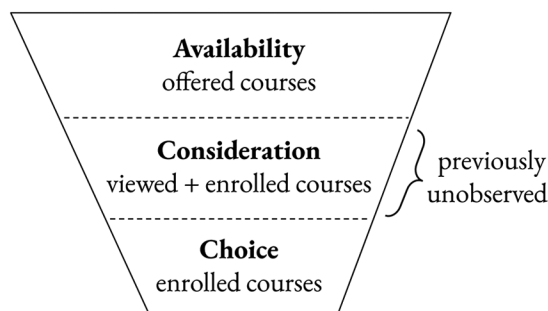 Availability
offered courses
Consideration
viewed + enrolled courses
previously
unobserved
Choice
enrolled courses